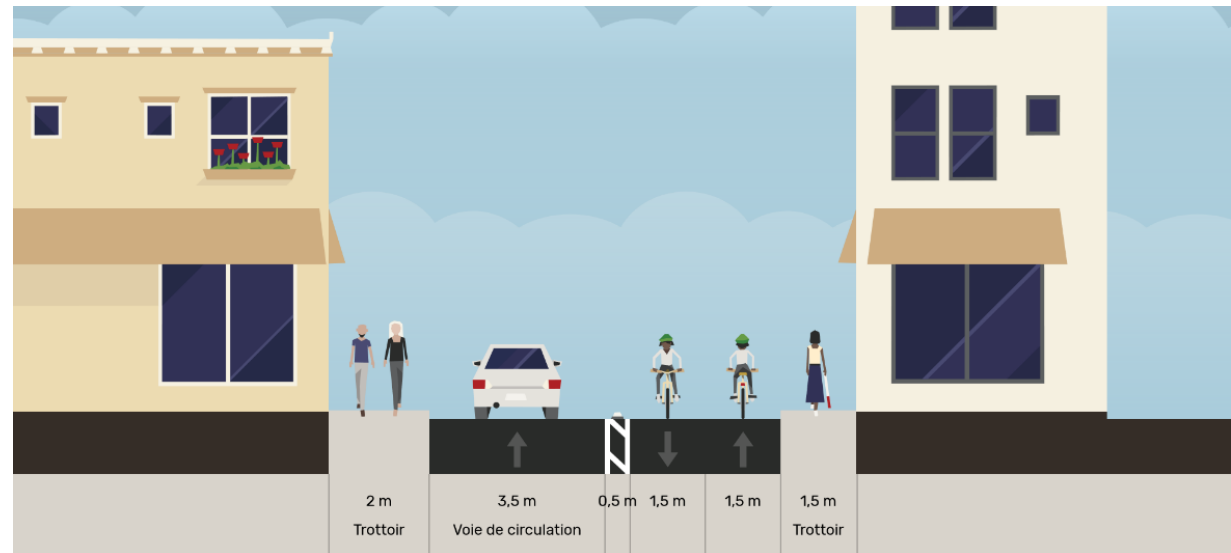 2 m
3,5 m
0,5 m
1,5 m
1,5 m
1,5 m
Trottoir
Voie de circulation
Trottoir